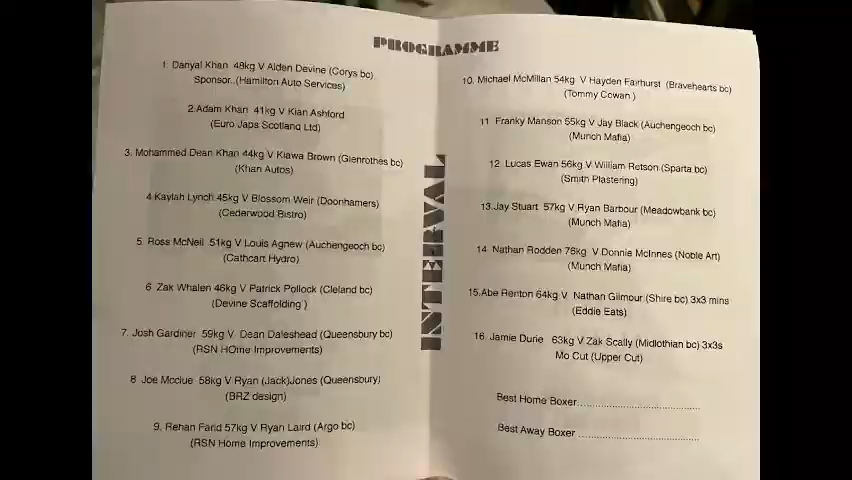 PROGRAMME
1. Danyal Khan 48kg V Aiden Devine (Corys bc)
Sponsor..(Hamilton Auto Services)
2.Adam Khan 41kg V Kian Ashford
(Euro Japs Scotland Ltd)
3. Mohammed Dean Khan 44kg V Kiawa Brown (Glenrothes bc)
(Khan Autos)
4.Kaylah Lynch 45kg V Blossom Weir (Doonhamers)
(Cederwood Bistro)
5. Ross McNeil 51kg V Louis Agnew (Auchengeoch bc)
(Cathcart Hydro)
6 Zak Whalen 46kg V Patrick Pollock (Cleland bc)
(Devine Scaffolding )
7. Josh Gardiner 59kg V Dean Daleshead (Queensbury bc)
(RSN HOme Improvements)
8 Joe Mcclue 58kg V Ryan (Jack)Jones (Queensbury)
(BRZ design)
9. Rehan Farid 57kg V Ryan Laird (Argo bc)
(RSN Home Improvements)
INTERVAL
10. Michael McMillan 54kg V Hayden Fairhurst (Bravehearts bc)
(Tommy Cowan )
11 Franky Manson 55kg V Jay Black (Auchengeoch bc)
(Munch Mafia)
12 Lucas Ewan 56kg V William Retson (Sparta bc)
(Smith Plastering)
13.Jay Stuart 57kg V Ryan Barbour (Meadowbank bc)
(Munch Mafia)
14 Nathan Rodden 76kg V Donnie McInnes (Noble Art)
(Munch Mafia)
15.Abe Renton 64kg V Nathan Gilmour (Shire bc) 3x3 mins
(Eddie Eats)
16. Jamie Durie 63kg V Zak Scally (Midlothian bc) 3x3s
Mo Cut (Upper Cut)
Best Home Boxer................................
Best Away Boxer ................................